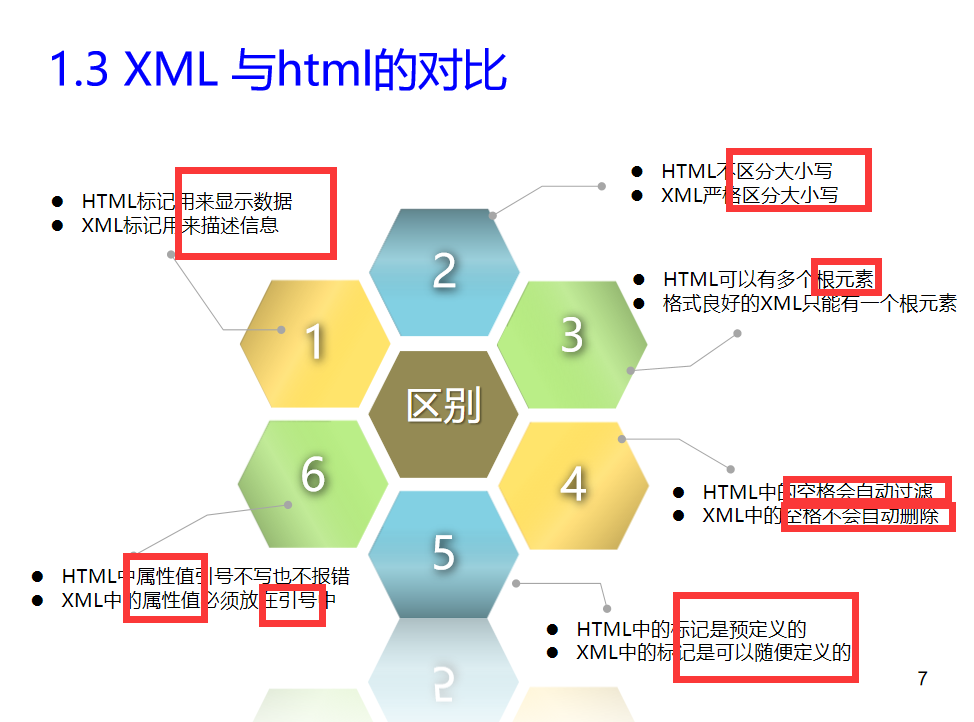 1.3 XML 与html的对比
HTML标记用来显示数据
XML标记用来描述信息
HTML不区分大小写
XML严格区分大小写
HTML可以有多个根元素
格式良好的XML只能有一个根元素
1
2
3
区别
6
4
5
HTML中的空格会自动过滤
XML中的空格不会自动删除
HTML中属性值引号不写也不报错
XML中的属性值必须放在引号中
HTML中的标记是预定义的
XML中的标记是可以随便定义的
7